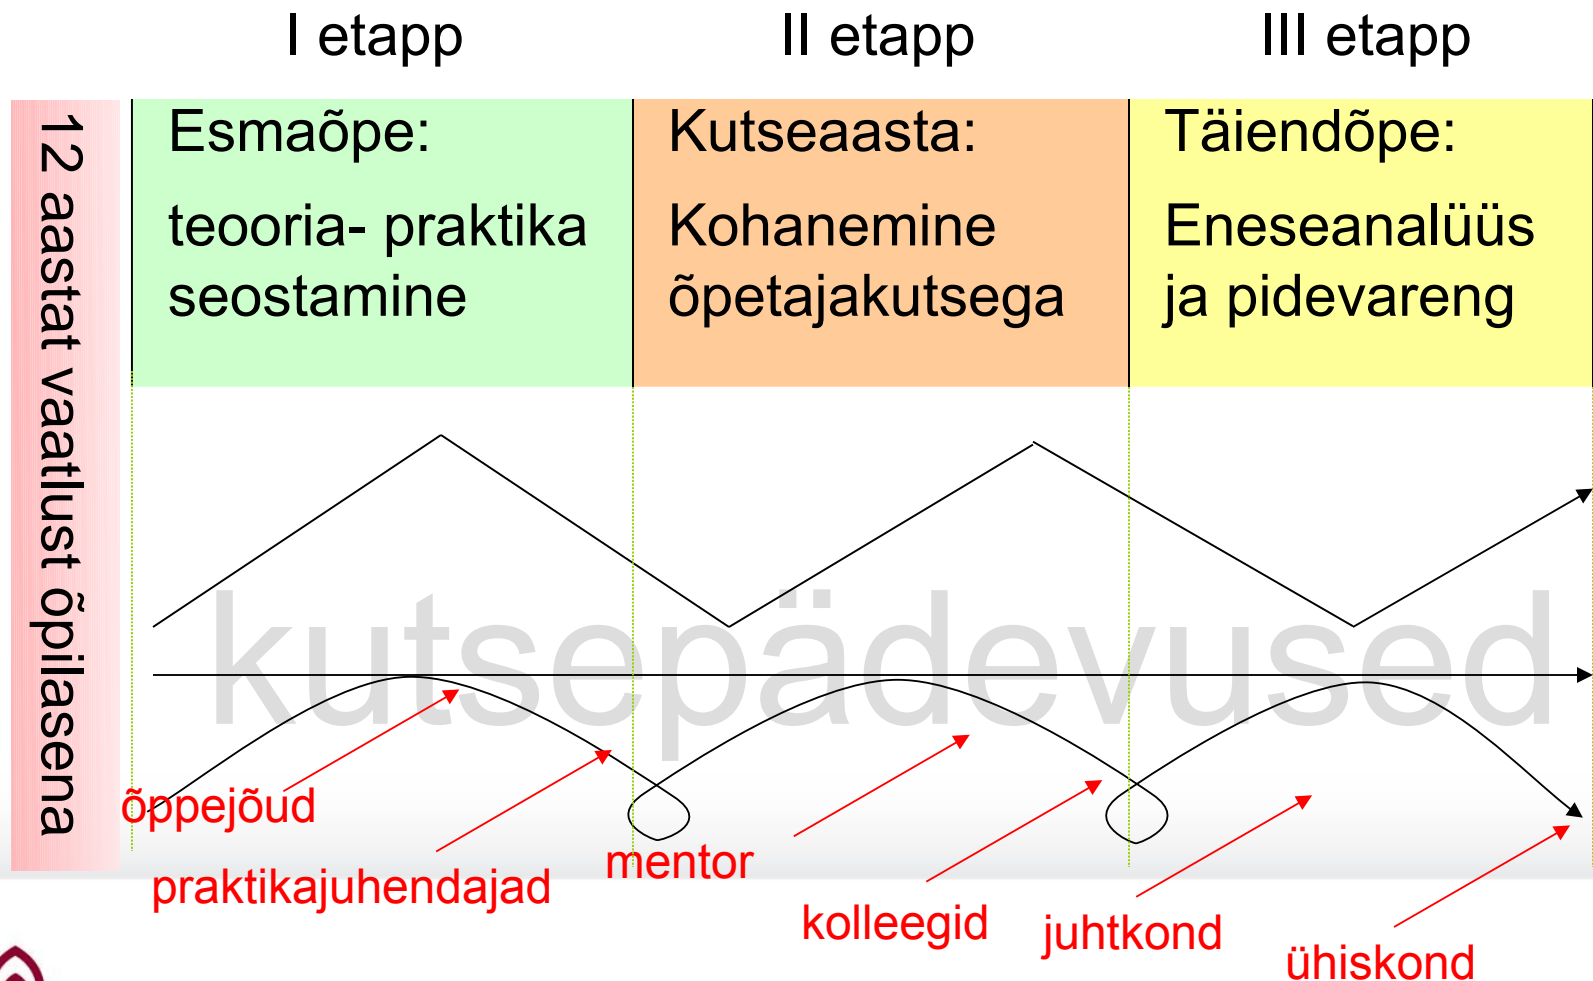 I etapp
II etapp
III etapp
12 aastat vaatlust õpilasena
Esmaõpe:
teooria- praktika
seostamine
Kutseaasta:
Kohanemine
õpetajakutsega
Täiendõpe:
Eneseanalüüs
ja pidevareng
kutsepädevused
õppejõud
praktikajuhendajad
mentor
kolleegid
juhtkond
ühiskond